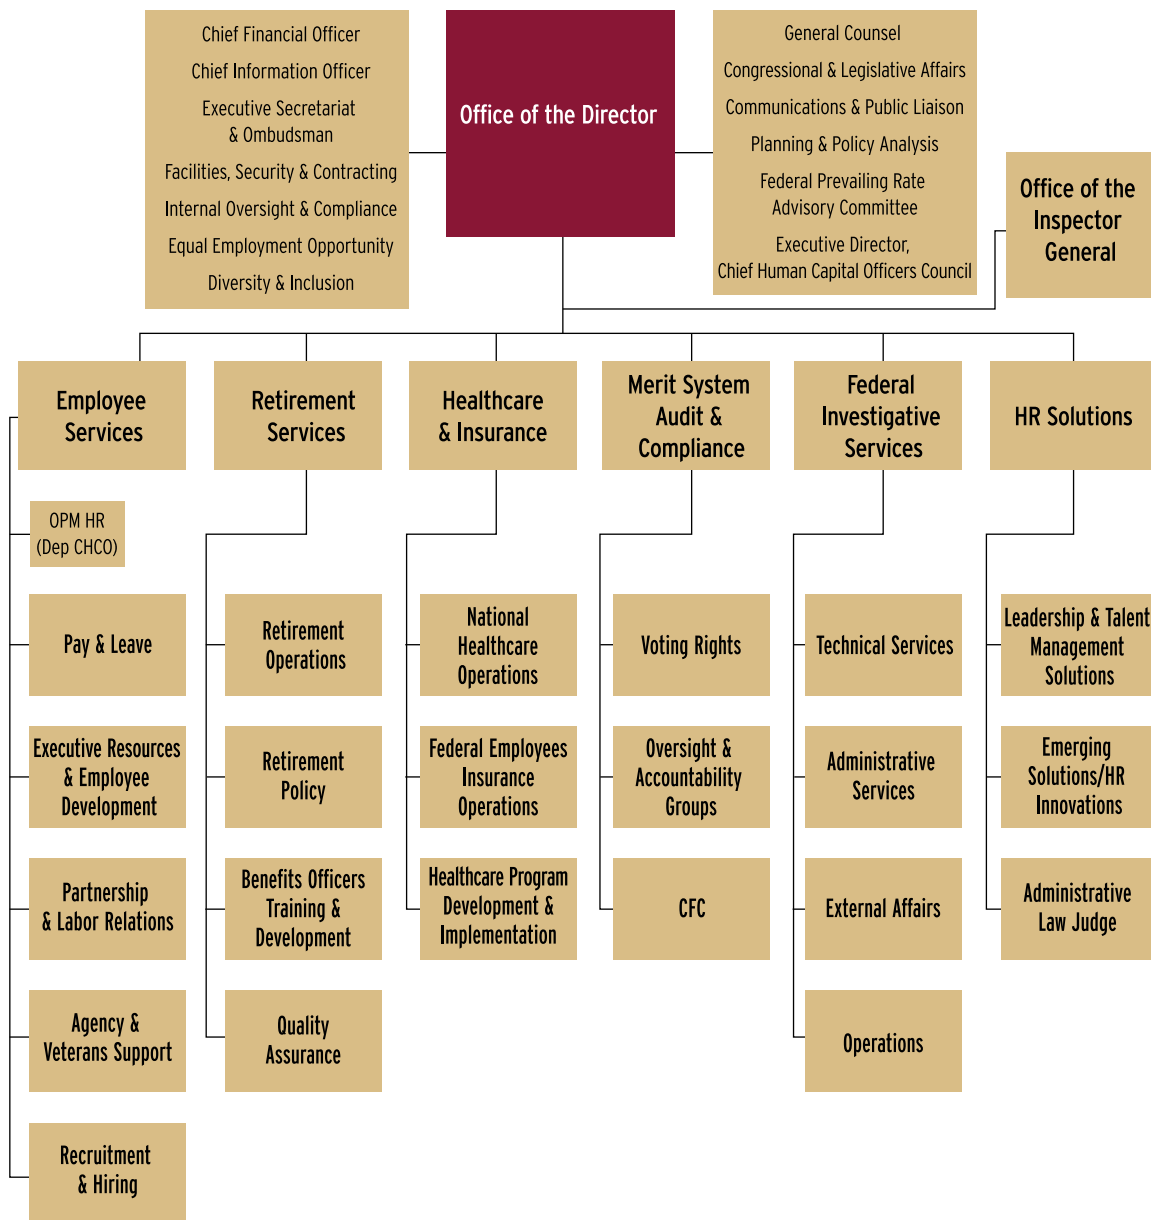 Chief Financial Officer
Chief Information Officer
Executive Secretariat
& Ombudsman
Facilities, Security & Contracting
Internal Oversight & Compliance
Equal Employment Opportunity
Diversity & Inclusion
Office of the Director
General Counsel
Congressional & Legislative Affairs
Communications & Public Liaison
Planning & Policy Analysis
Federal Prevailing Rate
Advisory Committee
Executive Director,
Chief Human Capital Officers Council
Office of the
Inspector
General
Employee
Services
Retirement
Services
Healthcare
& Insurance
Merit System
Audit &
Compliance
Federal
Investigative
Services
HR Solutions
OPM HR
(Dep CHCO)
Pay & Leave
Executive Resources
& Employee
Development
Partnership
& Labor Relations
Agency &
Veterans Support
Recruitment
& Hiring
Retirement
Operations
Retirement
Policy
Benefits Officers
Training &
Development
Quality
Assurance
National
Healthcare
Operations
Federal Employees
Insurance
Operations
Healthcare Program
Development &
Implementation
Voting Rights
Oversight &
Accountability
Groups
CFC
Technical Services
Administrative
Services
External Affairs
Operations
Leadership & Talent
Management
Solutions
Emerging
Solutions/HR
Innovations
Administrative
Law Judge